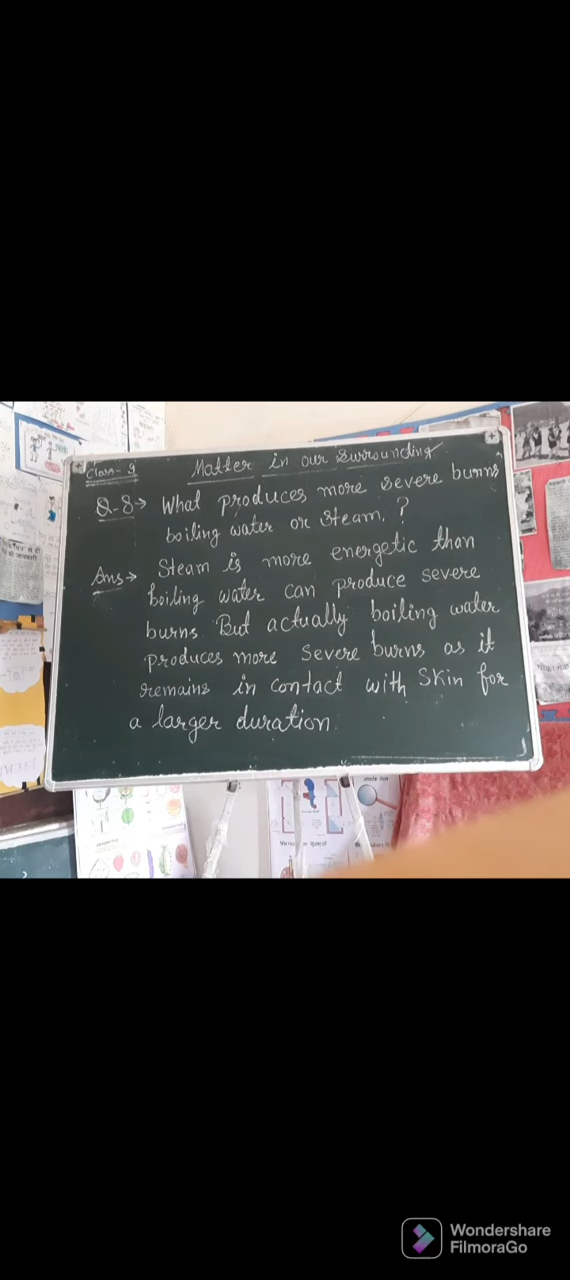 Class- 9
Matter in our Surrounding
Q-8→ What produces more severe burns
boiling water or steam. ?
Ans→ Steam is more energetic than
boiling water can produce severe
burns. But actually boiling water
produces more severe burns as it
remains in contact with Skin for
a larger duration.
Wondershare
FilmoraGo